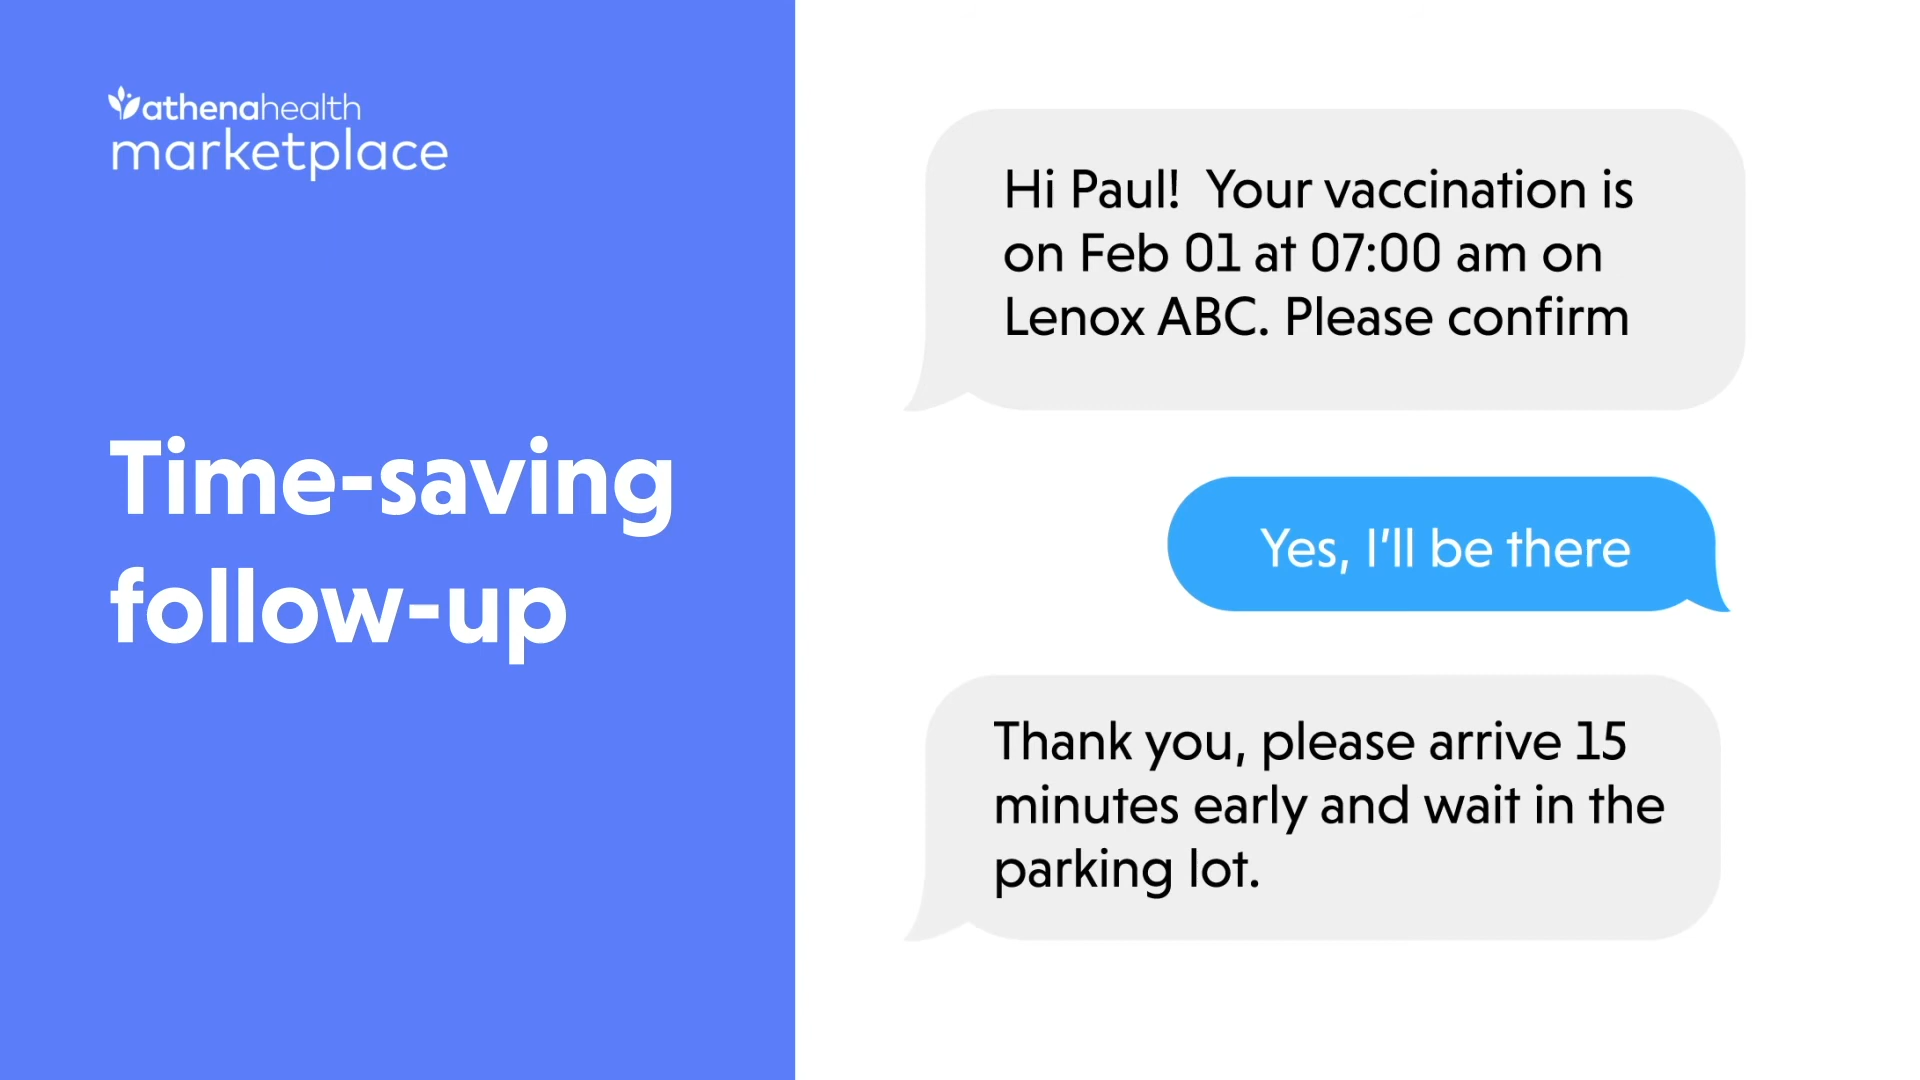 athenahealth
marketplace
Time-saving
follow-up
Hi Paul!  Your vaccination is
on Feb 01 at 07:00 am on
Lenox ABC. Please confirm
Yes, I’ll be there
Thank you, please arrive 15
minutes early and wait in the
parking lot.